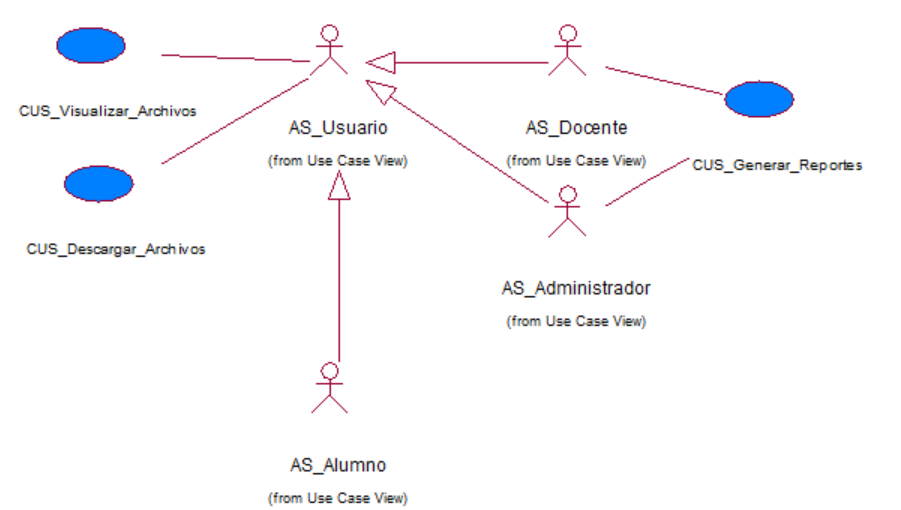 CUS_Visualizar_Archivos
AS_Usuario
(from Use Case View)
AS_Docente
(from Use Case View)
CUS_Generar_Reportes
CUS_Descargar_Archivos
AS_Administrador
(from Use Case View)
AS_Alumno
(from Use Case View)